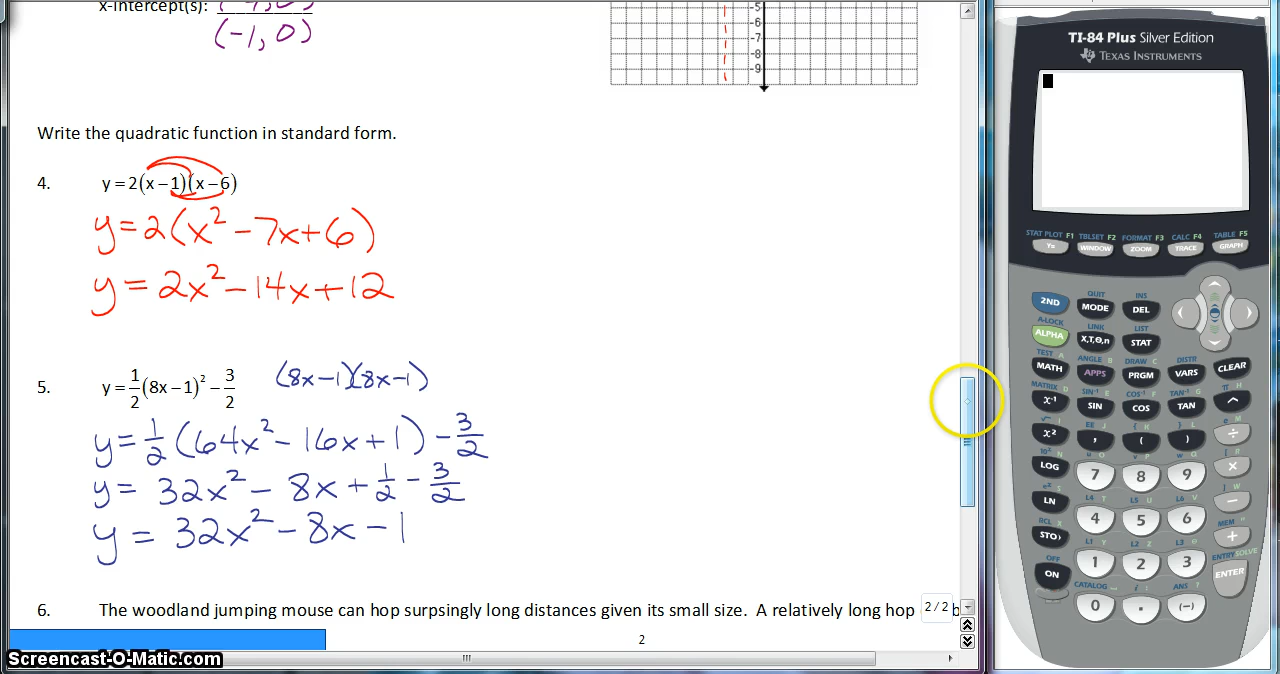 x-intercept(s):
(-1, 0)
-5
-6
-7
-8
-9
Write the quadratic function in standard form.
4. y = 2(x – 1)(x – 6)
y = 2(x² - 7x + 6)
y = 2x² - 14x + 12
5. y = 1/2(8x – 1)² – 3/2 (8x-1)(8x-1)
y = 1/2(64x² - 16x + 1) - 3/2
y = 32x² - 8x + 1/2 - 3/2
y = 32x² - 8x - 1
6. The woodland jumping mouse can hop surpsingly long distances given its small size. A relatively long hop
2 / 2
2
Screencast-O-Matic.com
TI-84 Plus Silver Edition
TEXAS INSTRUMENTS
STAT PLOT F1 TBLSET F2 FORMAT F3 CALC F4 TABLE F5
Y= WINDOW ZOOM TRACE GRAPH
QUIT INS
2ND MODE DEL
A-LOCK LINK LIST
ALPHA X,T,θ,n STAT
TEST A ANGLE B DRAW C DISTR
MATH APPS PRGM VARS CLEAR
MATRIX D SIN⁻¹ E COS⁻¹ F TAN⁻¹ G π H
x⁻¹ SIN COS TAN ^
√ I EE J { K } L e M
x² , ( ) ÷
10ˣ N u O v P w Q [ R
LOG 7 8 9 ×
eˣ S L4 T L5 U L6 V ] W
LN 4 5 6 −
RCL X L1 Y L2 Z L3 θ MEM "
STO› 1 2 3 +
OFF CATALOG i : ANS ? ENTRY SOLVE
ON 0 . (–) ENTER